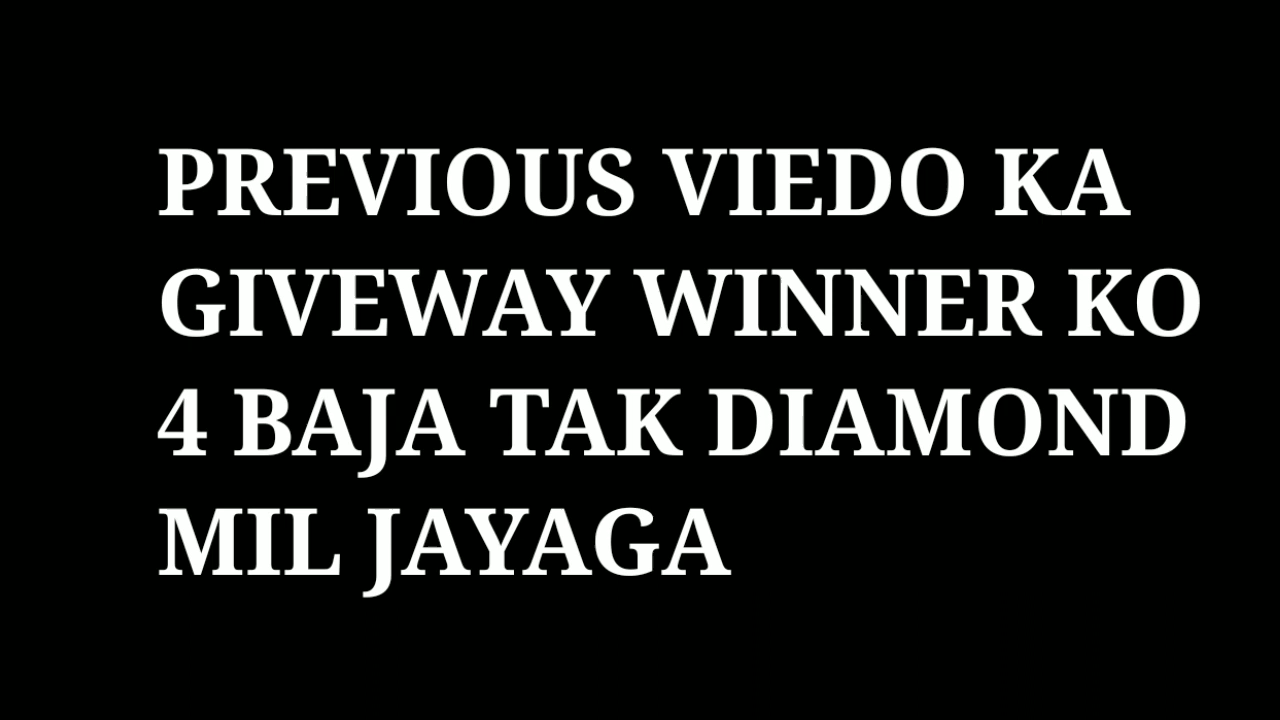 PREVIOUS VIEDO KA
GIVEWAY WINNER KO
4 BAJA TAK DIAMOND
MIL JAYAGA